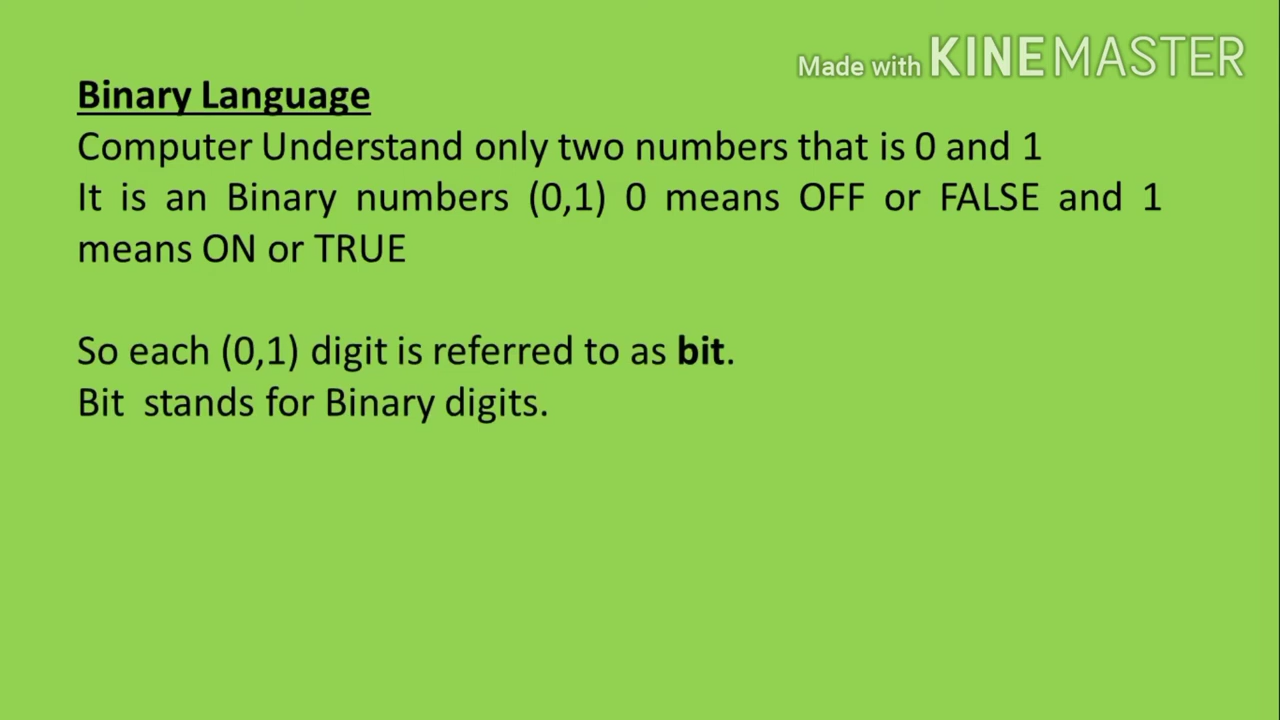 Made with KINEMASTER
Binary Language
Computer Understand only two numbers that is 0 and 1
It is an Binary numbers (0,1) 0 means OFF or FALSE and 1
means ON or TRUE
So each (0,1) digit is referred to as bit.
Bit  stands for Binary digits.